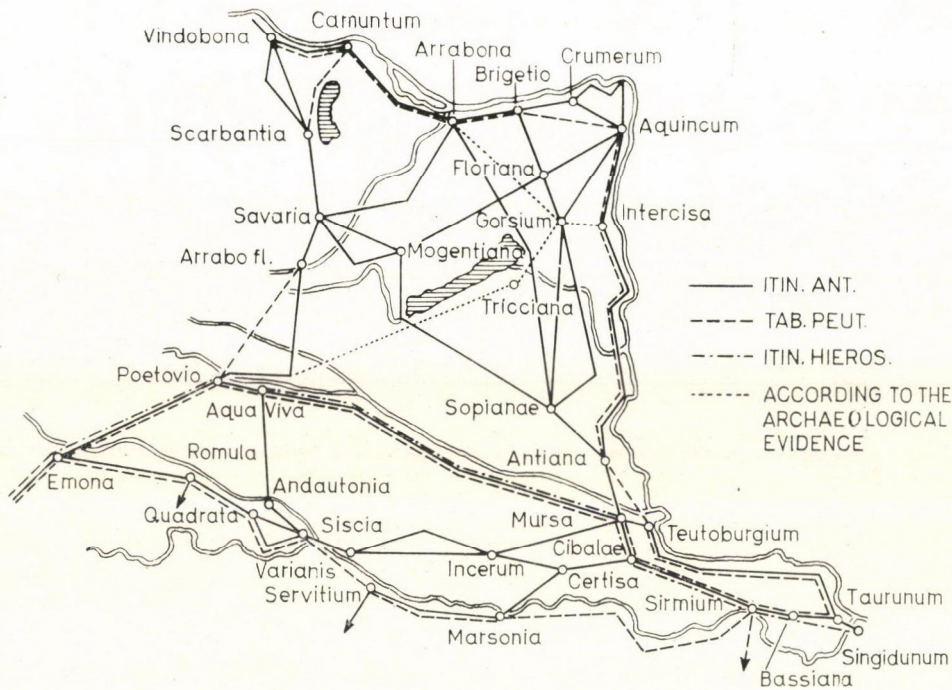 Vindobona
Carnuntum
Arrabona
Brigetio
Crumerum
Scarbantia
Aquincum
Floriana
Savaria
Gorsium
Intercisa
Arrabo fl.
Mogentiana
Tricciana
ITIN. ANT.
TAB. PEUT.
ITIN. HIEROS.
ACCORDING TO THE
ARCHAEOLOGICAL
EVIDENCE
Poetovio
Aqua Viva
Sopianae
Romula
Antiana
Emona
Andautonia
Quadrata
Siscia
Mursa
Teutoburgium
Varianis
Incerum
Cibalae
Servitium
Certisa
Sirmium
Taurunum
Marsonia
Singidunum
Bassiana